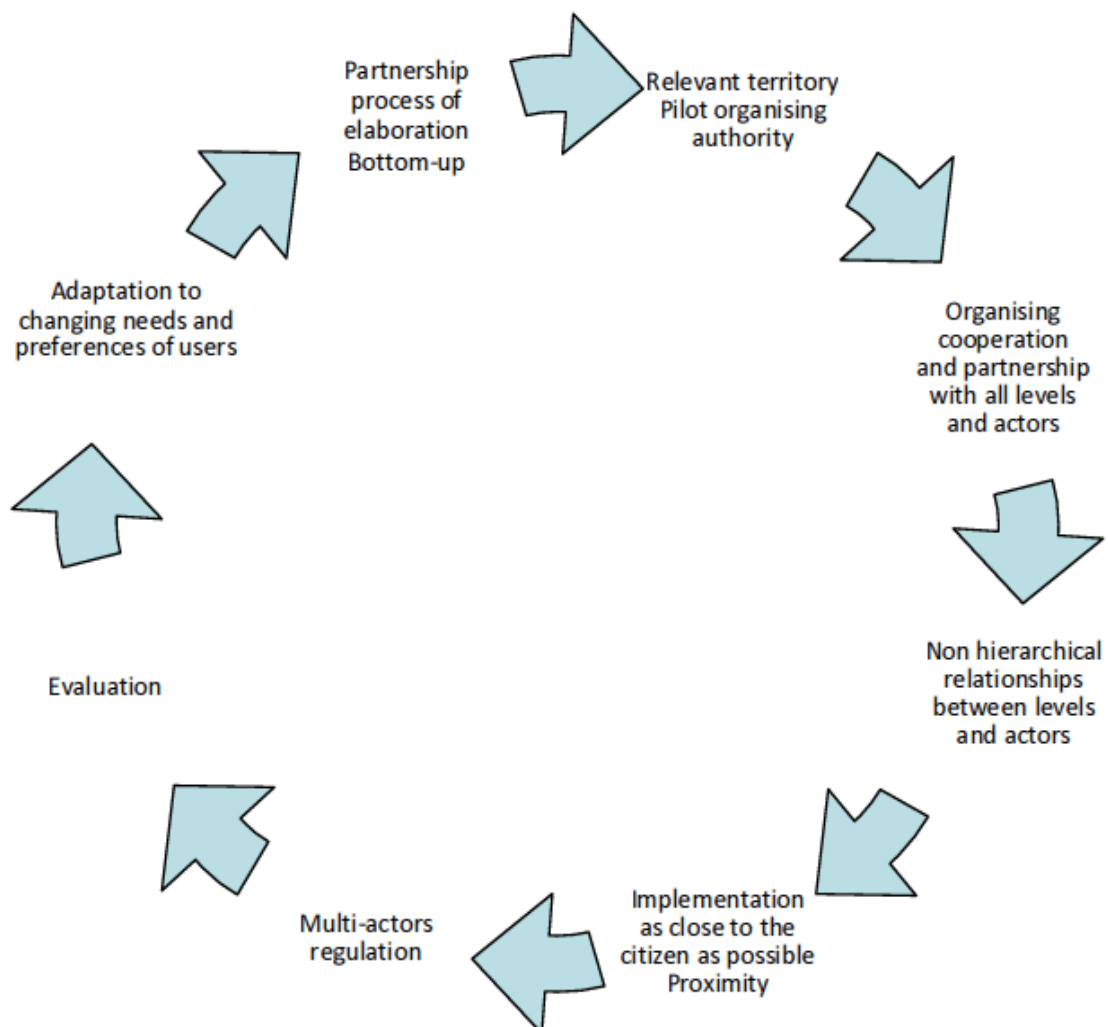 Partnership
process of
elaboration
Bottom-up
Relevant territory
Pilot organising
authority
Organising
cooperation
and partnership
with all levels
and actors
Non hierarchical
relationships
between levels
and actors
Implementation
as close to the
citizen as possible
Proximity
Multi-actors
regulation
Evaluation
Adaptation to
changing needs and
preferences of users